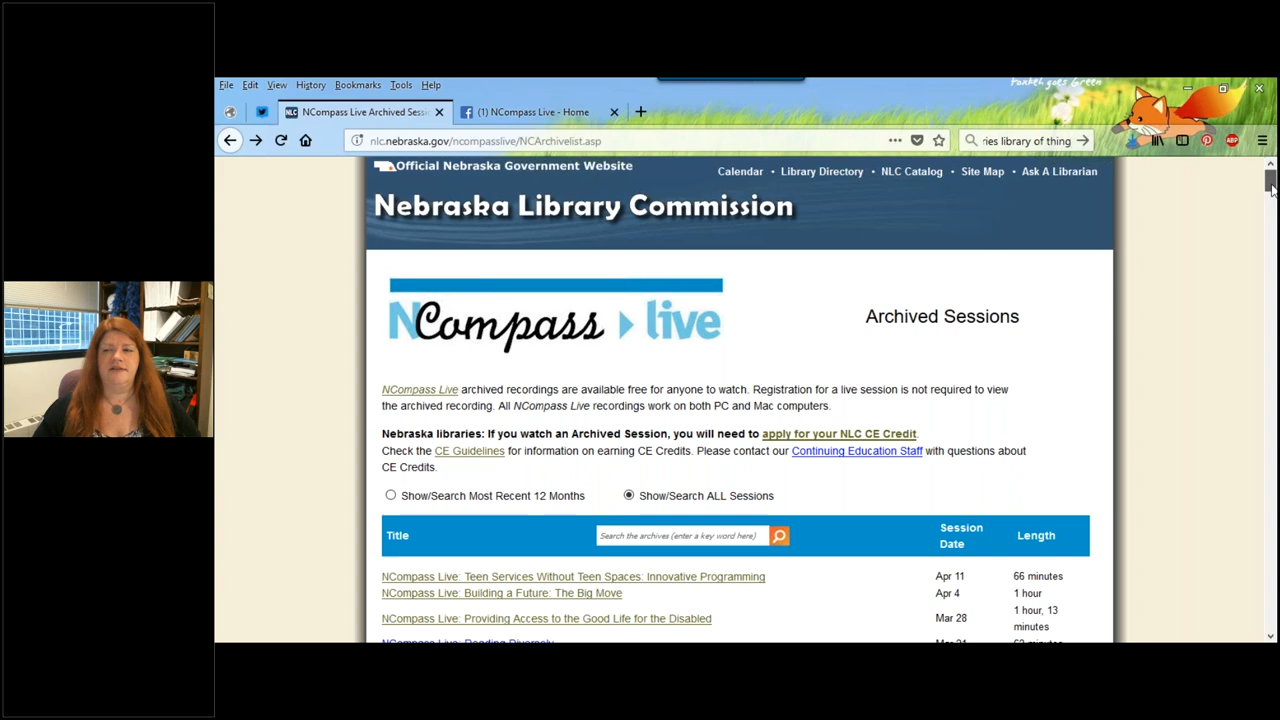 Foxkeh goes Green
File Edit View History Bookmarks Tools Help
NLC NCompass Live Archived Sessi
(1) NCompass Live - Home
nlc.nebraska.gov/ncompasslive/NCArchivelist.asp
ries library of thing
ABP
Official Nebraska Government Website
Calendar • Library Directory • NLC Catalog • Site Map • Ask A Librarian
Nebraska Library Commission
NCompass live
Archived Sessions
NCompass Live archived recordings are available free for anyone to watch. Registration for a live session is not required to view
the archived recording. All NCompass Live recordings work on both PC and Mac computers.
Nebraska libraries: If you watch an Archived Session, you will need to apply for your NLC CE Credit.
Check the CE Guidelines for information on earning CE Credits. Please contact our Continuing Education Staff with questions about
CE Credits.
Show/Search Most Recent 12 Months Show/Search ALL Sessions
Title Search the archives (enter a key word here) Session Date Length
NCompass Live: Teen Services Without Teen Spaces: Innovative Programming Apr 11 66 minutes
NCompass Live: Building a Future: The Big Move Apr 4 1 hour
NCompass Live: Providing Access to the Good Life for the Disabled Mar 28 1 hour, 13 minutes
NCompass Live: Reading Diversely